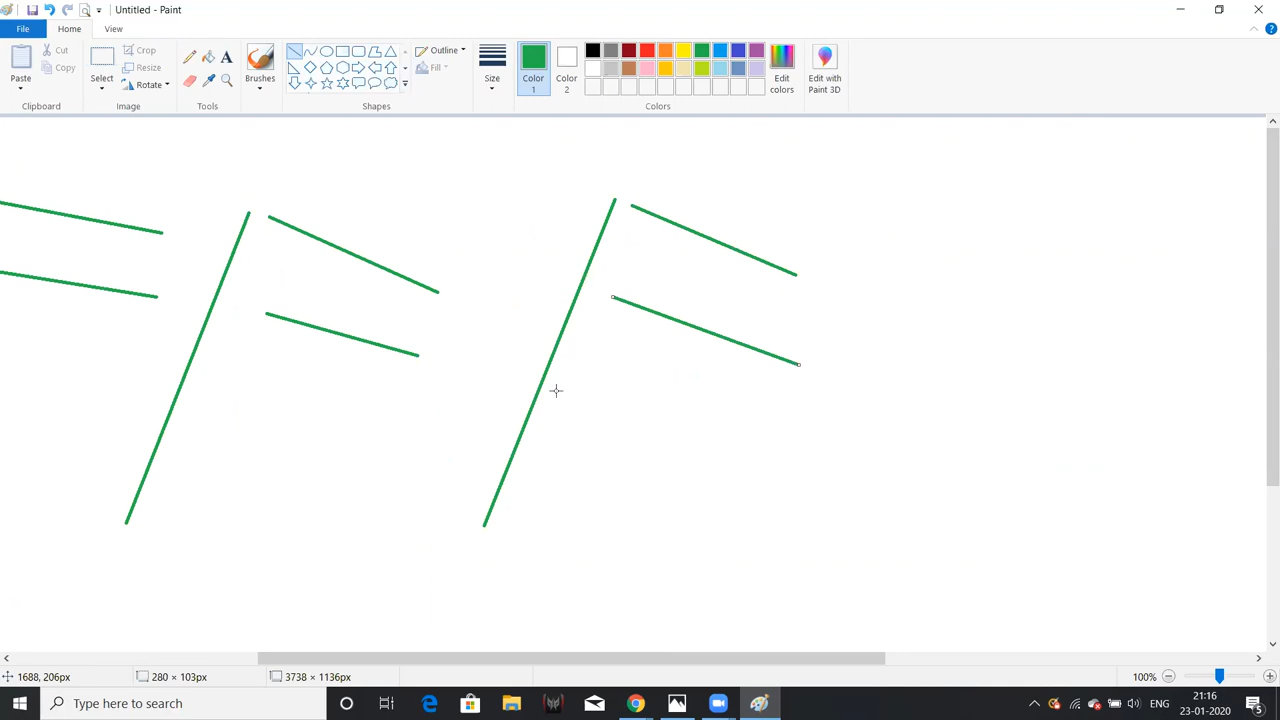 Untitled - Paint
File
Home
View
Paste
Cut
Copy
Clipboard
Select
Crop
Resize
Rotate
Image
Tools
Brushes
Outline
Fill
Shapes
Size
Color
1
Color
2
Edit
colors
Colors
Edit with
Paint 3D
1688, 206px
280 × 103px
3738 × 1136px
100%
Type here to search
ENG
21:16
23-01-2020
5